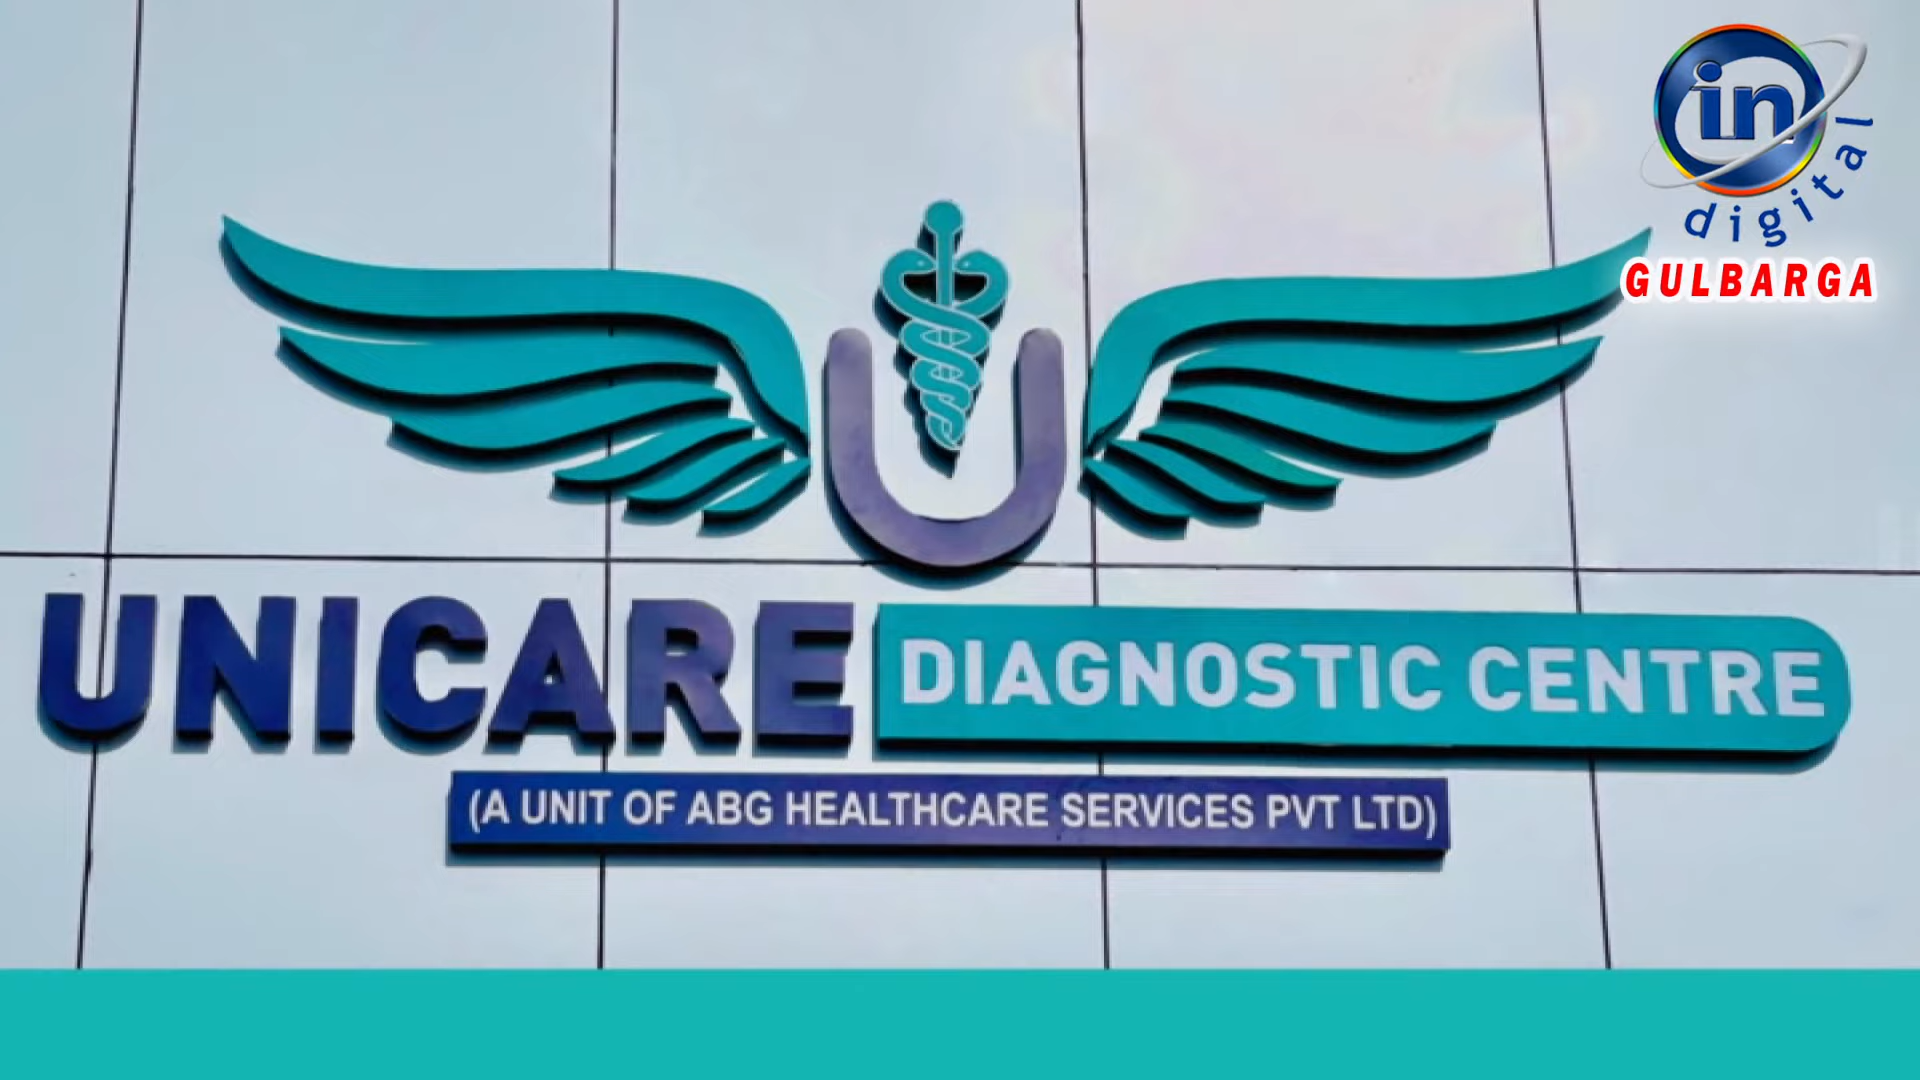 in
digital
GULBARGA
U
UNICARE DIAGNOSTIC CENTRE
(A UNIT OF ABG HEALTHCARE SERVICES PVT LTD)